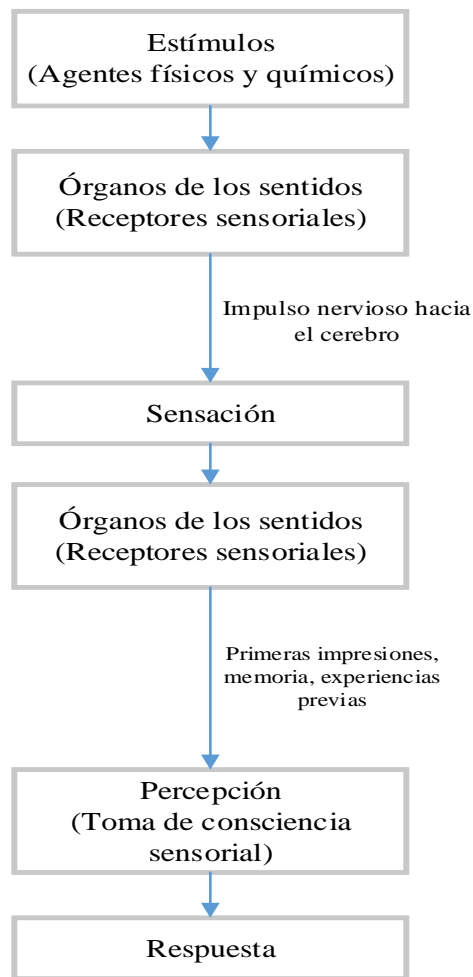 Estímulos
(Agentes físicos y químicos)
Órganos de los sentidos
(Receptores sensoriales)
Impulso nervioso hacia
el cerebro
Sensación
Órganos de los sentidos
(Receptores sensoriales)
Primeras impresiones,
memoria, experiencias
previas
Percepción
(Toma de consciencia
sensorial)
Respuesta